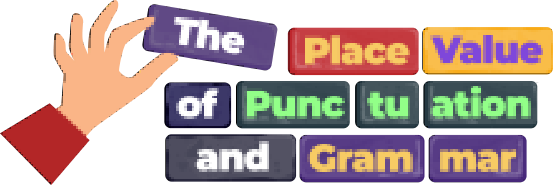 The Place Value
of Punc tu ation
and Gram mar